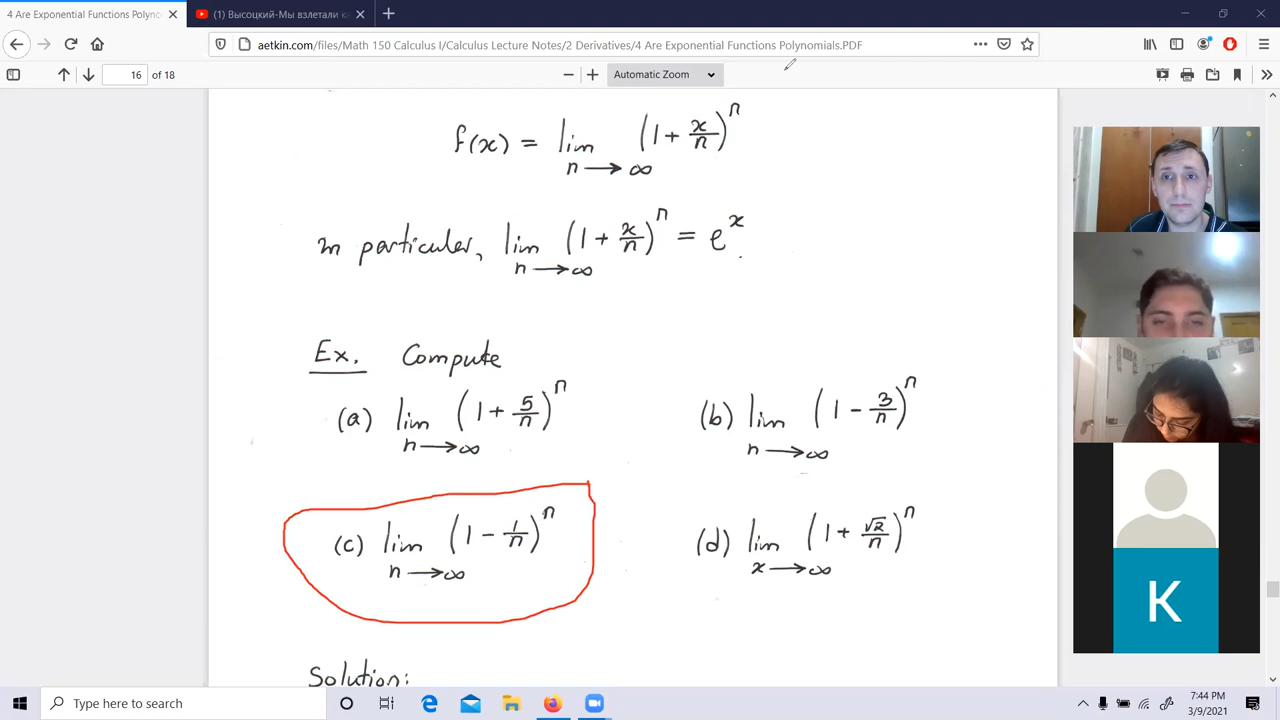 4 Are Exponential Functions Polyno
(1) Высоцкий-Мы взлетали к
aetkin.com/files/Math 150 Calculus I/Calculus Lecture Notes/2 Derivatives/4 Are Exponential Functions Polynomials.PDF
16 of 18
Automatic Zoom
f(x) = lim n→∞ (1 + x/n)^n
in particular, lim n→∞ (1 + x/n)^n = e^x.
Ex. Compute
(a) lim n→∞ (1 + 5/n)^n
(b) lim n→∞ (1 - 3/n)^n
(c) lim n→∞ (1 - 1/n)^n
(d) lim x→∞ (1 + √2/n)^n
Solution:
K
Type here to search
7:44 PM
3/9/2021